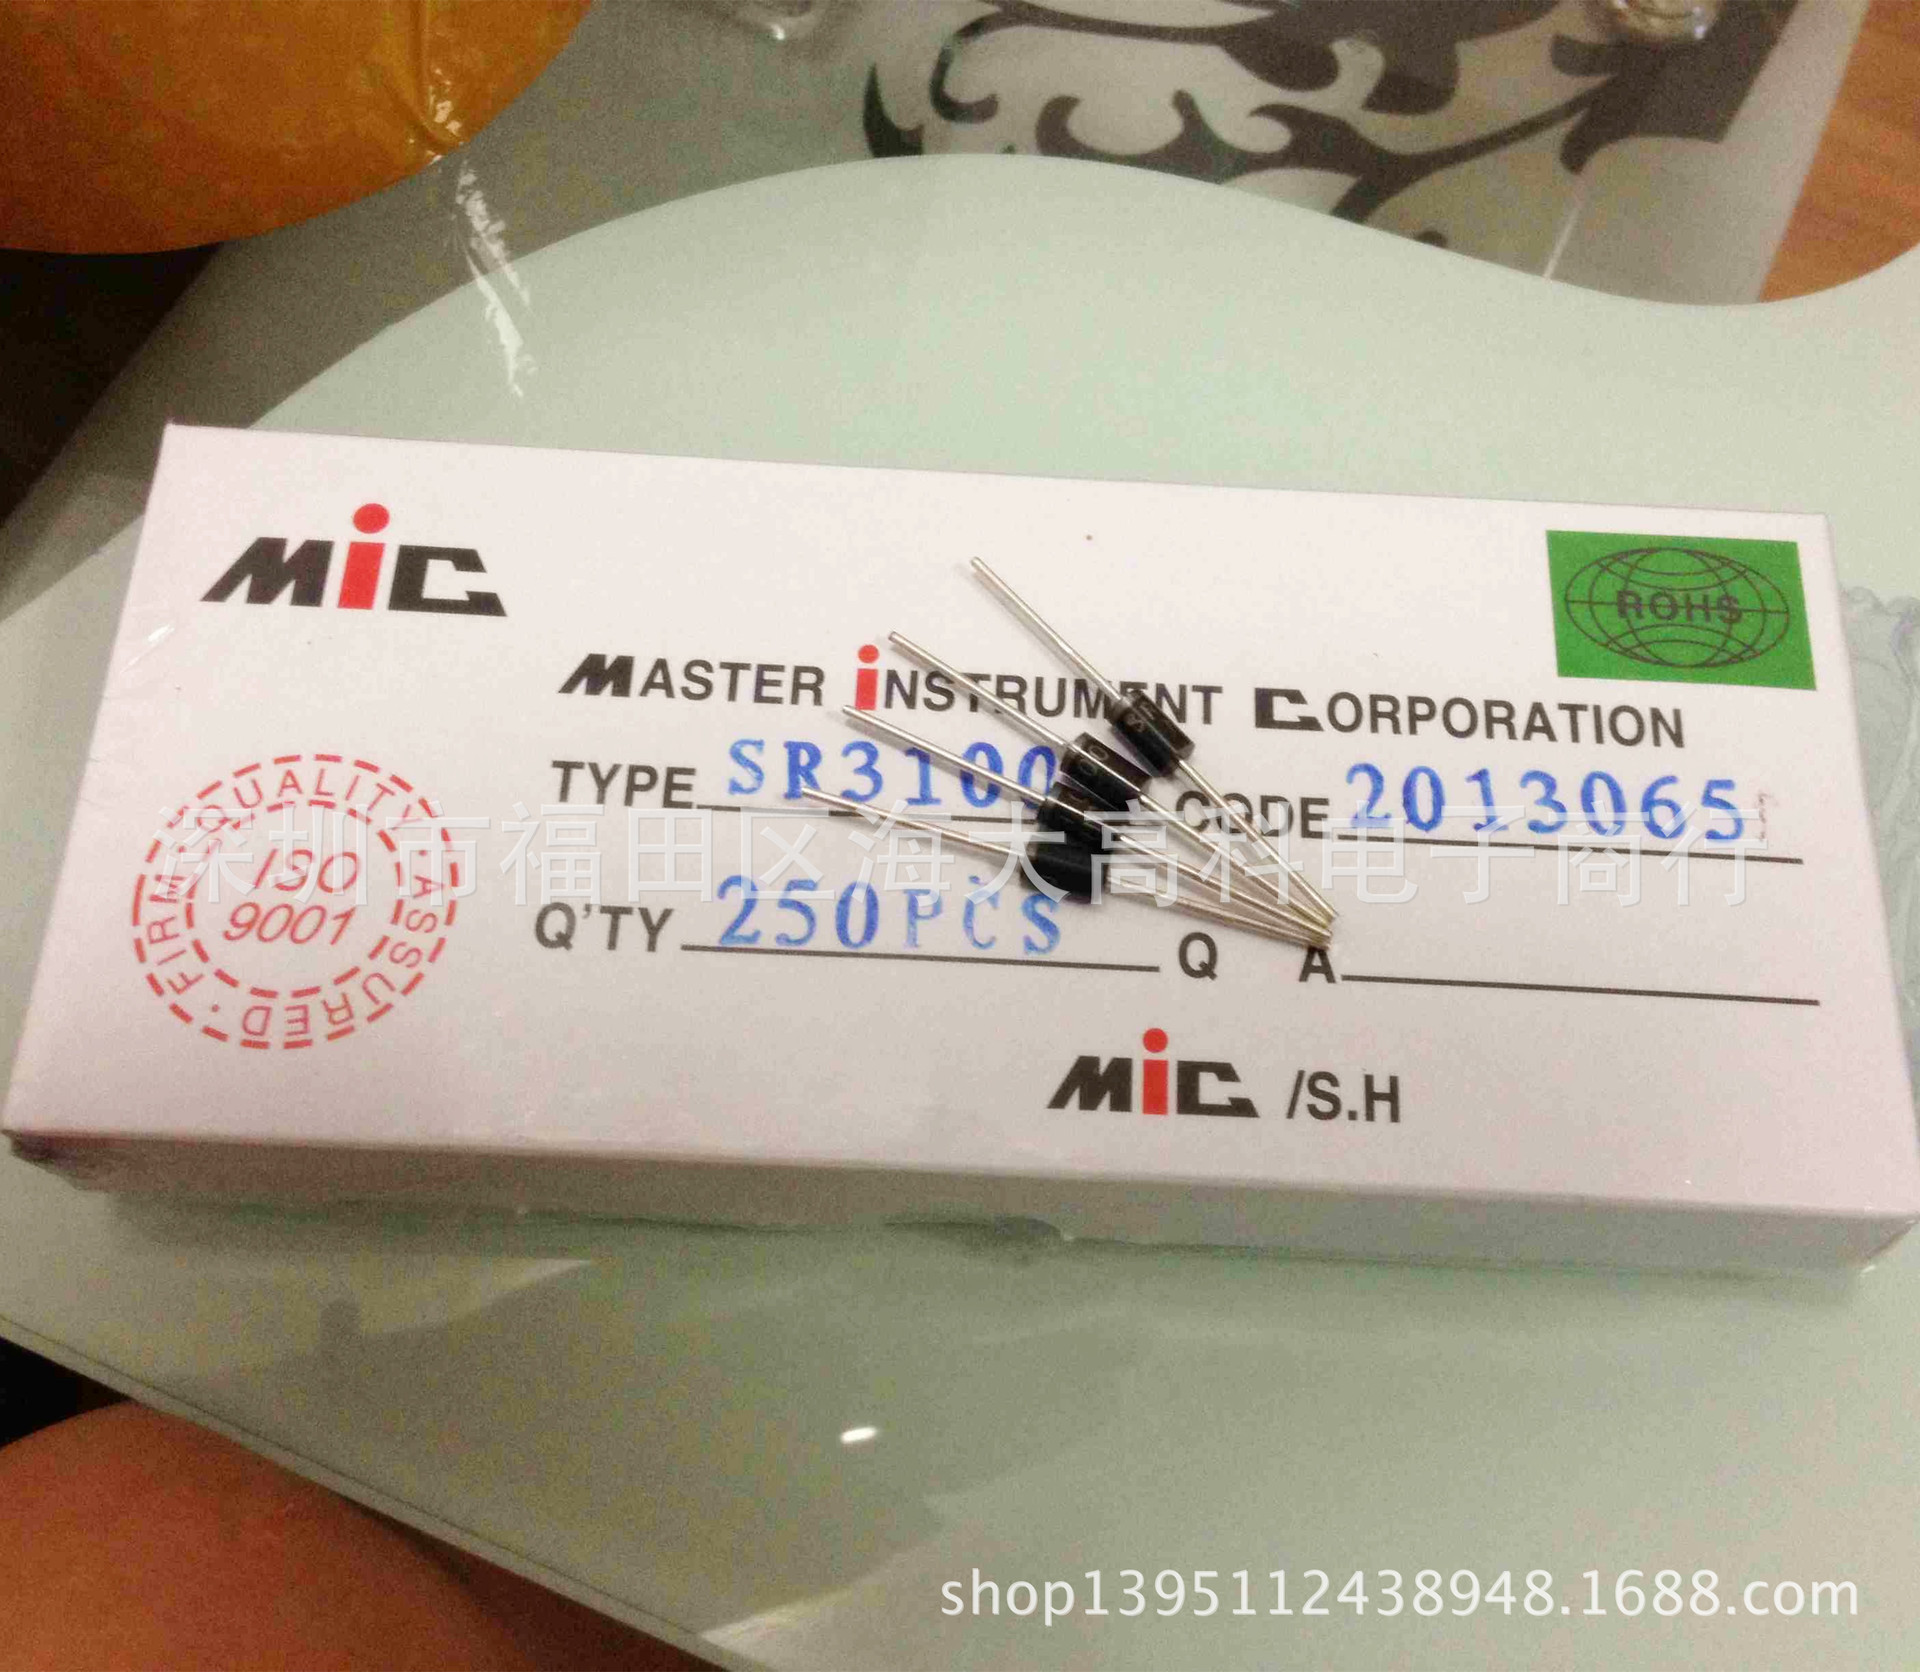 MiC
ROHS
MASTER iNSTRUMENT CORPORATION
TYPE SR3100 CODE 2013065
深圳市福田区海大高科电子商行
QUALITY · ASSURED · FIRM
ISO
9001
Q'TY 250PCS Q A
MiC /S.H
shop1395112438948.1688.com